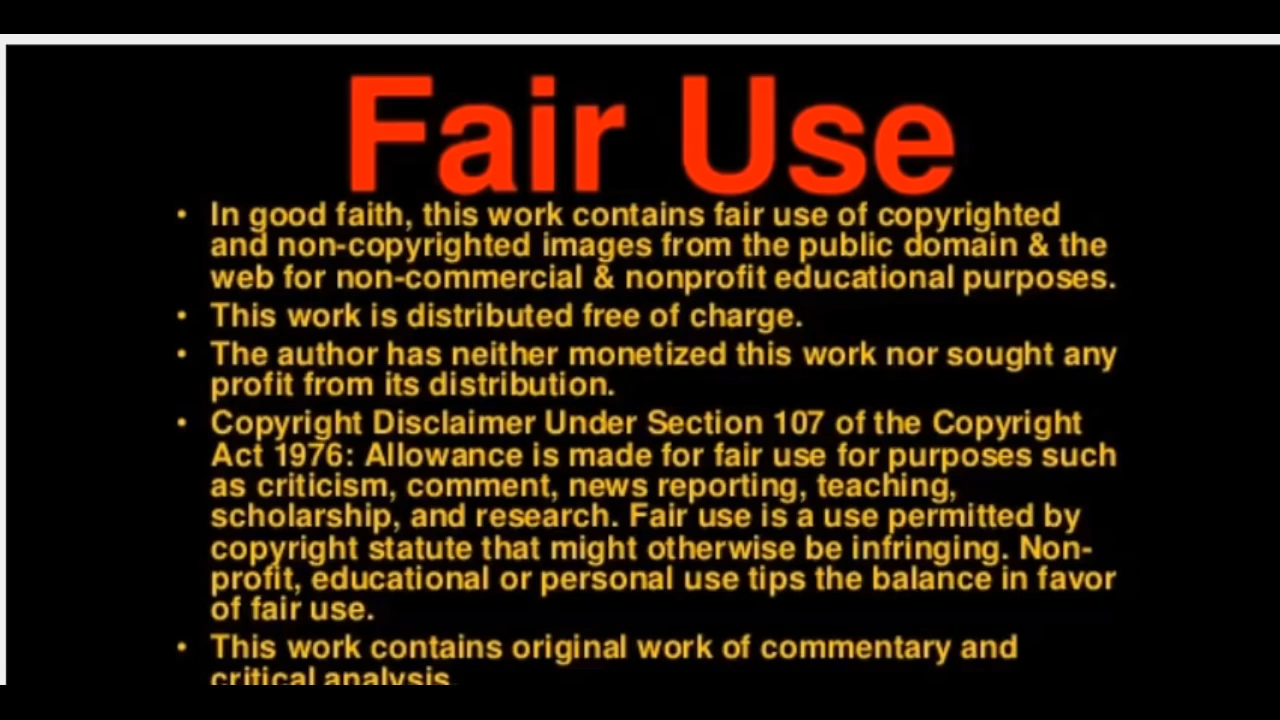 Fair Use
• In good faith, this work contains fair use of copyrighted
and non-copyrighted images from the public domain & the
web for non-commercial & nonprofit educational purposes.
• This work is distributed free of charge.
• The author has neither monetized this work nor sought any
profit from its distribution.
• Copyright Disclaimer Under Section 107 of the Copyright
Act 1976: Allowance is made for fair use for purposes such
as criticism, comment, news reporting, teaching,
scholarship, and research. Fair use is a use permitted by
copyright statute that might otherwise be infringing. Non-
profit, educational or personal use tips the balance in favor
of fair use.
• This work contains original work of commentary and
critical analysis.